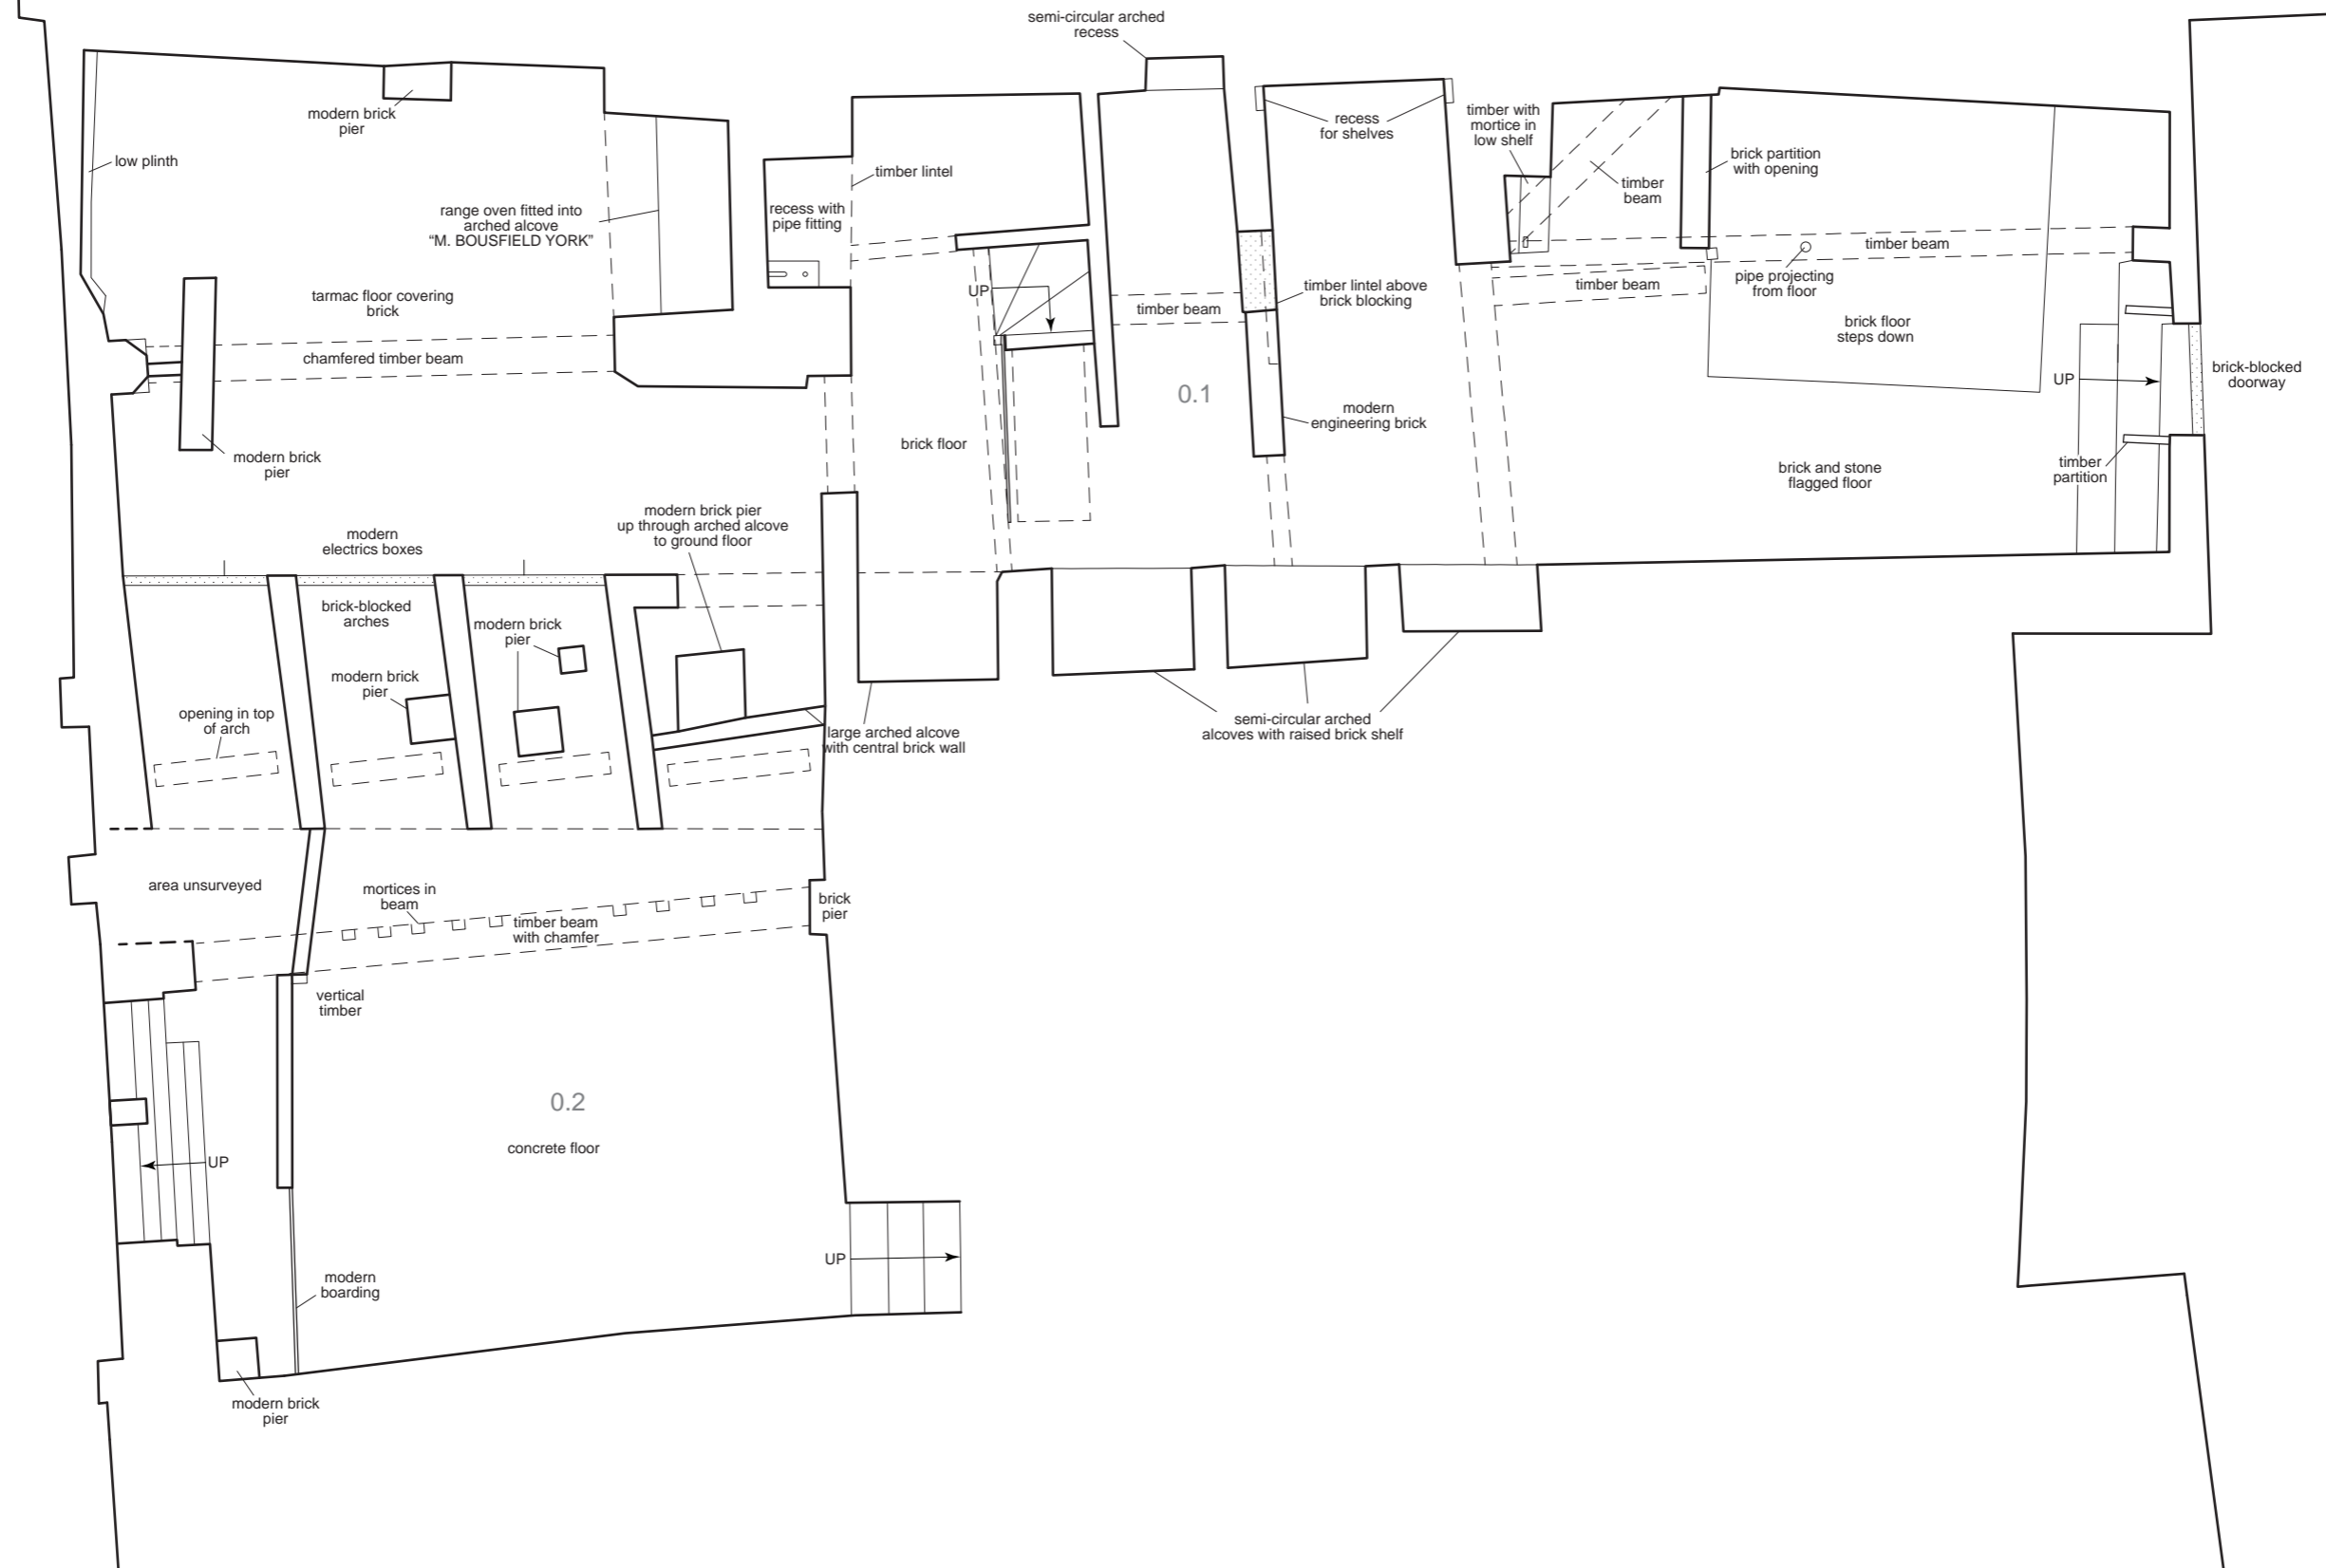 semi-circular arched
recess
modern brick
pier
low plinth
range oven fitted into
arched alcove
“M. BOUSFIELD YORK”
recess with
pipe fitting
timber lintel
recess
for shelves
timber with
mortice in
low shelf
timber
beam
brick partition
with opening
timber beam
pipe projecting
from floor
timber beam
brick floor
steps down
tarmac floor covering
brick
chamfered timber beam
UP
timber beam
timber lintel above
brick blocking
0.1
modern
engineering brick
brick floor
UP
brick-blocked
doorway
modern brick
pier
brick and stone
flagged floor
timber
partition
modern
electrics boxes
modern brick pier
up through arched alcove
to ground floor
brick-blocked
arches
modern brick
pier
modern brick
pier
opening in top
of arch
large arched alcove
with central brick wall
semi-circular arched
alcoves with raised brick shelf
area unsurveyed
mortices in
beam
timber beam
with chamfer
brick
pier
vertical
timber
0.2
concrete floor
UP
UP
modern
boarding
modern brick
pier